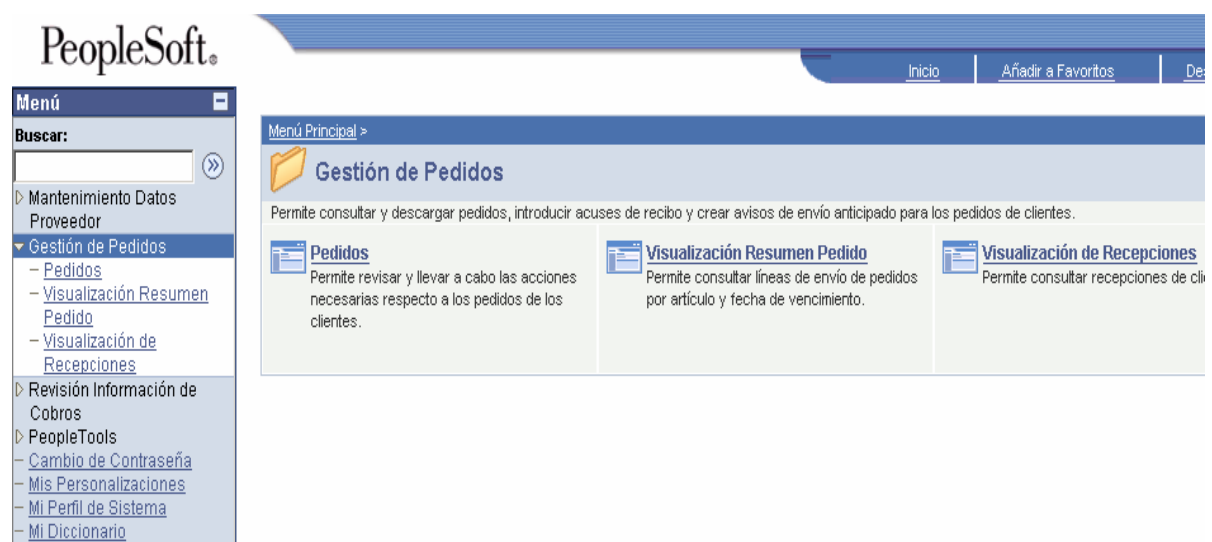 PeopleSoft®
Inicio
Añadir a Favoritos
Menú
Buscar:
Mantenimiento Datos
Proveedor
Gestión de Pedidos
Pedidos
Visualización Resumen
Pedido
Visualización de
Recepciones
Revisión Información de
Cobros
PeopleTools
Cambio de Contraseña
Mis Personalizaciones
Mi Perfil de Sistema
Mi Diccionario
Menú Principal >
Gestión de Pedidos
Permite consultar y descargar pedidos, introducir acuses de recibo y crear avisos de envío anticipado para los pedidos de clientes.
Pedidos
Permite revisar y llevar a cabo las acciones
necesarias respecto a los pedidos de los
clientes.
Visualización Resumen Pedido
Permite consultar líneas de envío de pedidos
por artículo y fecha de vencimiento.
Visualización de Recepciones
Permite consultar recepciones de